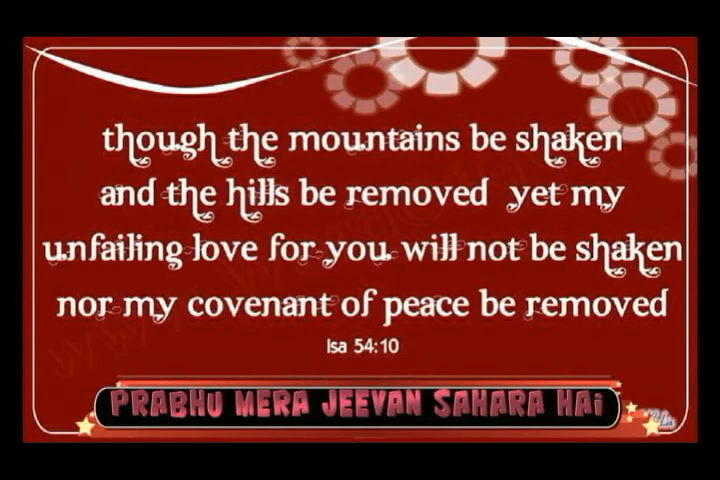 though the mountains be shaken
and the hills be removed yet my
unfailing love for you will not be shaken
nor my covenant of peace be removed
Isa 54:10
PRABHU MERA JEEVAN SAHARA HAi